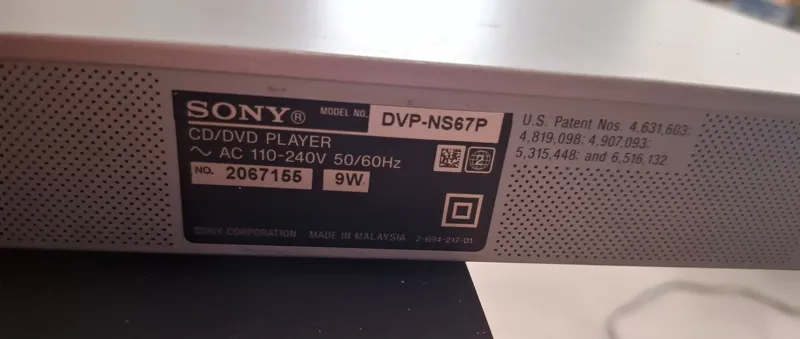 SONY® MODEL NO. DVP-NS67P
CD/DVD PLAYER
~ AC 110-240V 50/60Hz
2
NO. 2067155 9W
SONY CORPORATION MADE IN MALAYSIA 2-694-217-01
U.S. Patent Nos. 4,631,603;
4,819,098; 4,907,093;
5,315,448; and 6,516,132.